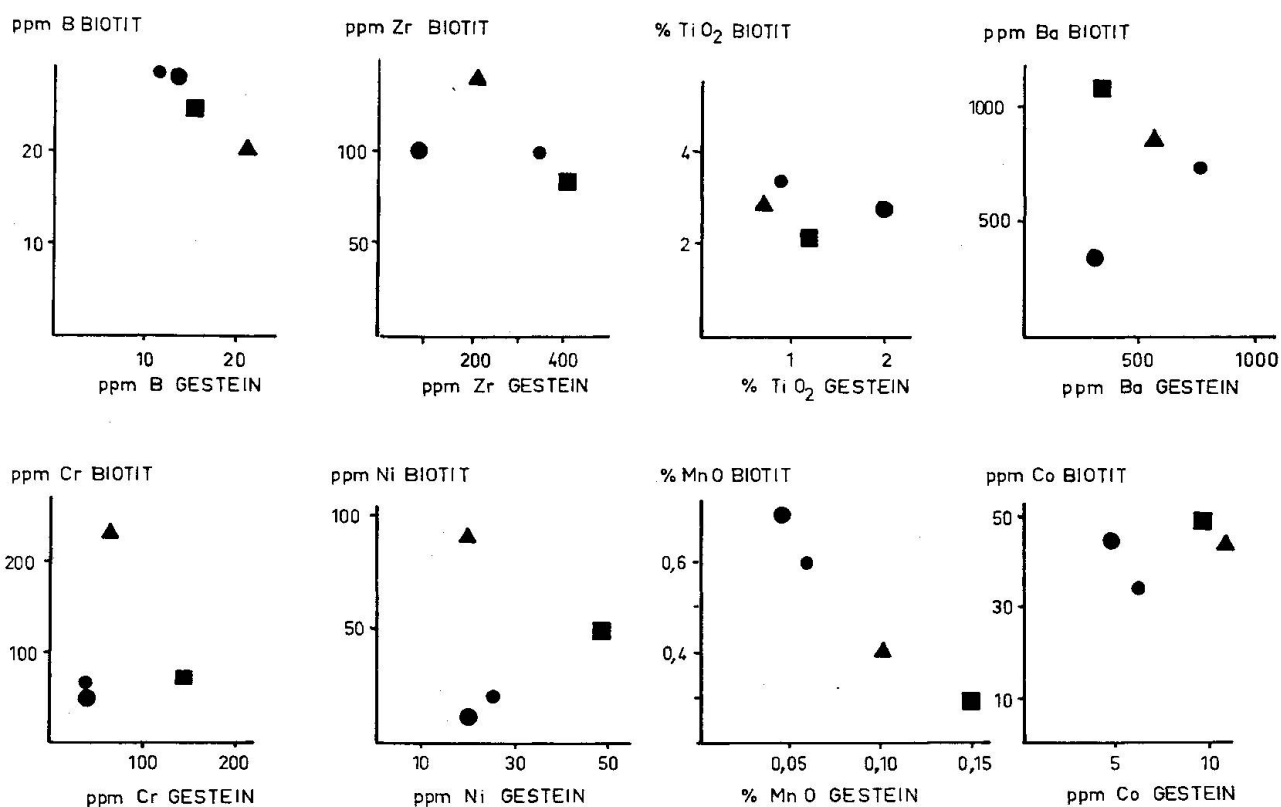 ppm B BIOTIT
20
10
10 20
ppm B GESTEIN
ppm Zr BIOTIT
100
50
200 400
ppm Zr GESTEIN
% TiO2 BIOTIT
4
2
1 2
% TiO2 GESTEIN
ppm Ba BIOTIT
1000
500
500 1000
ppm Ba GESTEIN
ppm Cr BIOTIT
200
100
100 200
ppm Cr GESTEIN
ppm Ni BIOTIT
100
50
10 30 50
ppm Ni GESTEIN
% MnO BIOTIT
0,6
0,4
0,05 0,10 0,15
% MnO GESTEIN
ppm Co BIOTIT
50
30
10
5 10
ppm Co GESTEIN